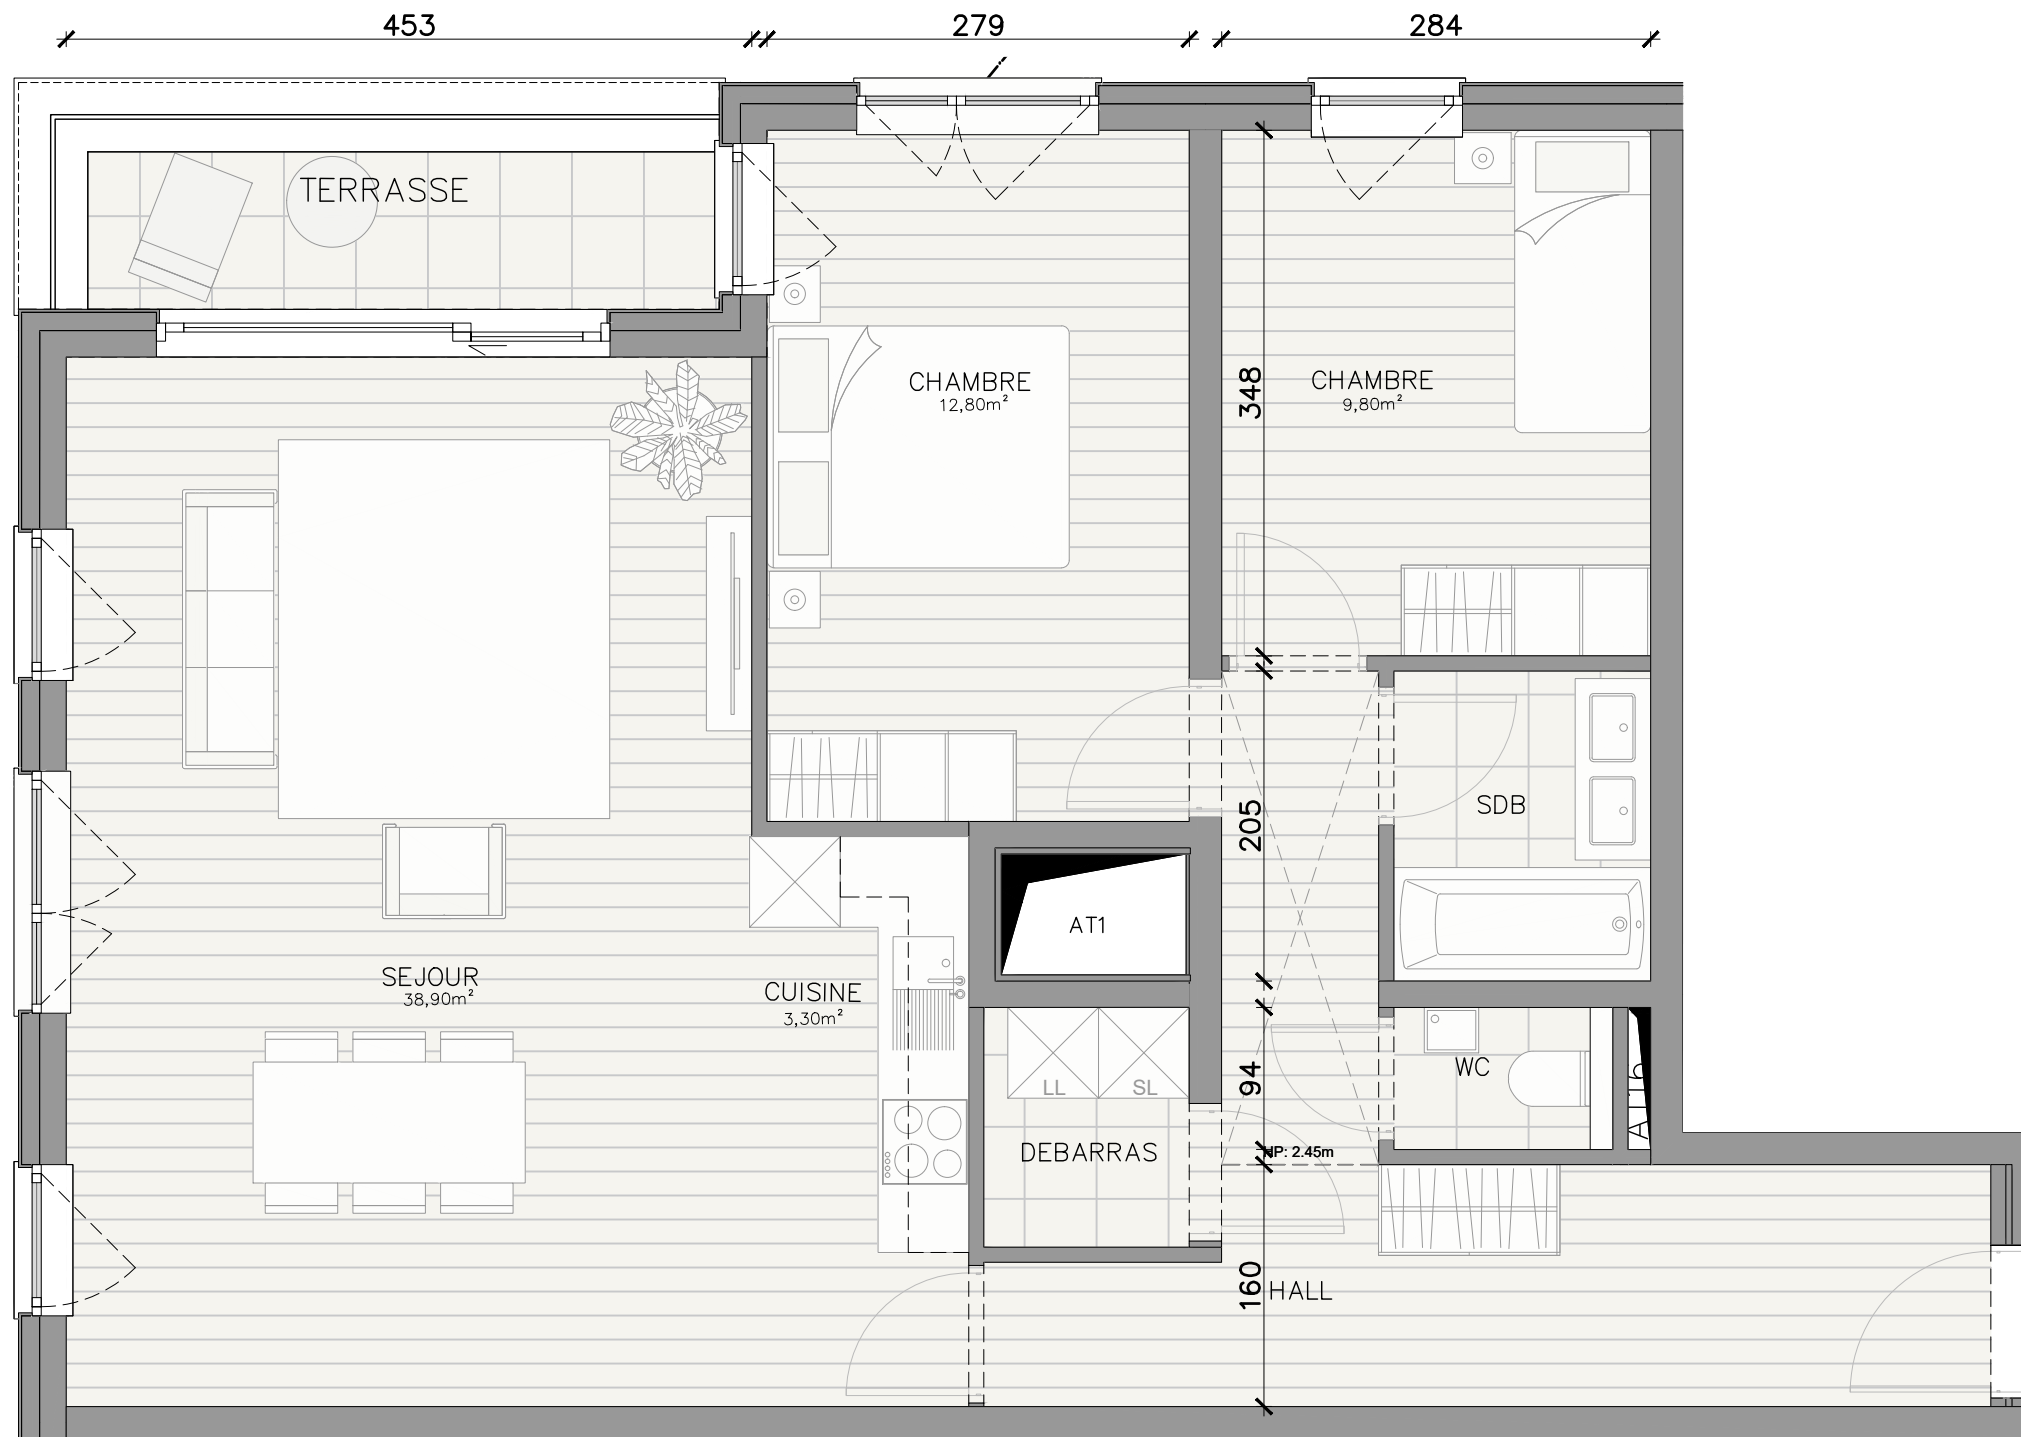 453
279
284
TERRASSE
CHAMBRE
12,80m²
CHAMBRE
9,80m²
348
205
SDB
AT1
SEJOUR
38,90m²
CUISINE
3,30m²
94
WC
LL
SL
DEBARRAS
HP: 2.45m
160
HALL